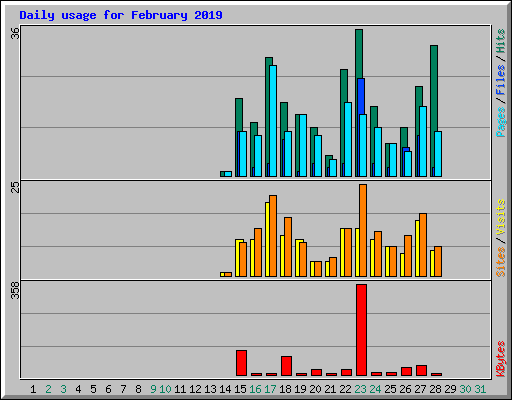 Daily usage for February 2019
36
25
358
Pages/Files/Hits
Sites/Visits
KBytes
1 2 3 4 5 6 7 8 9 10 11 12 13 14 15 16 17 18 19 20 21 22 23 24 25 26 27 28 29 30 31